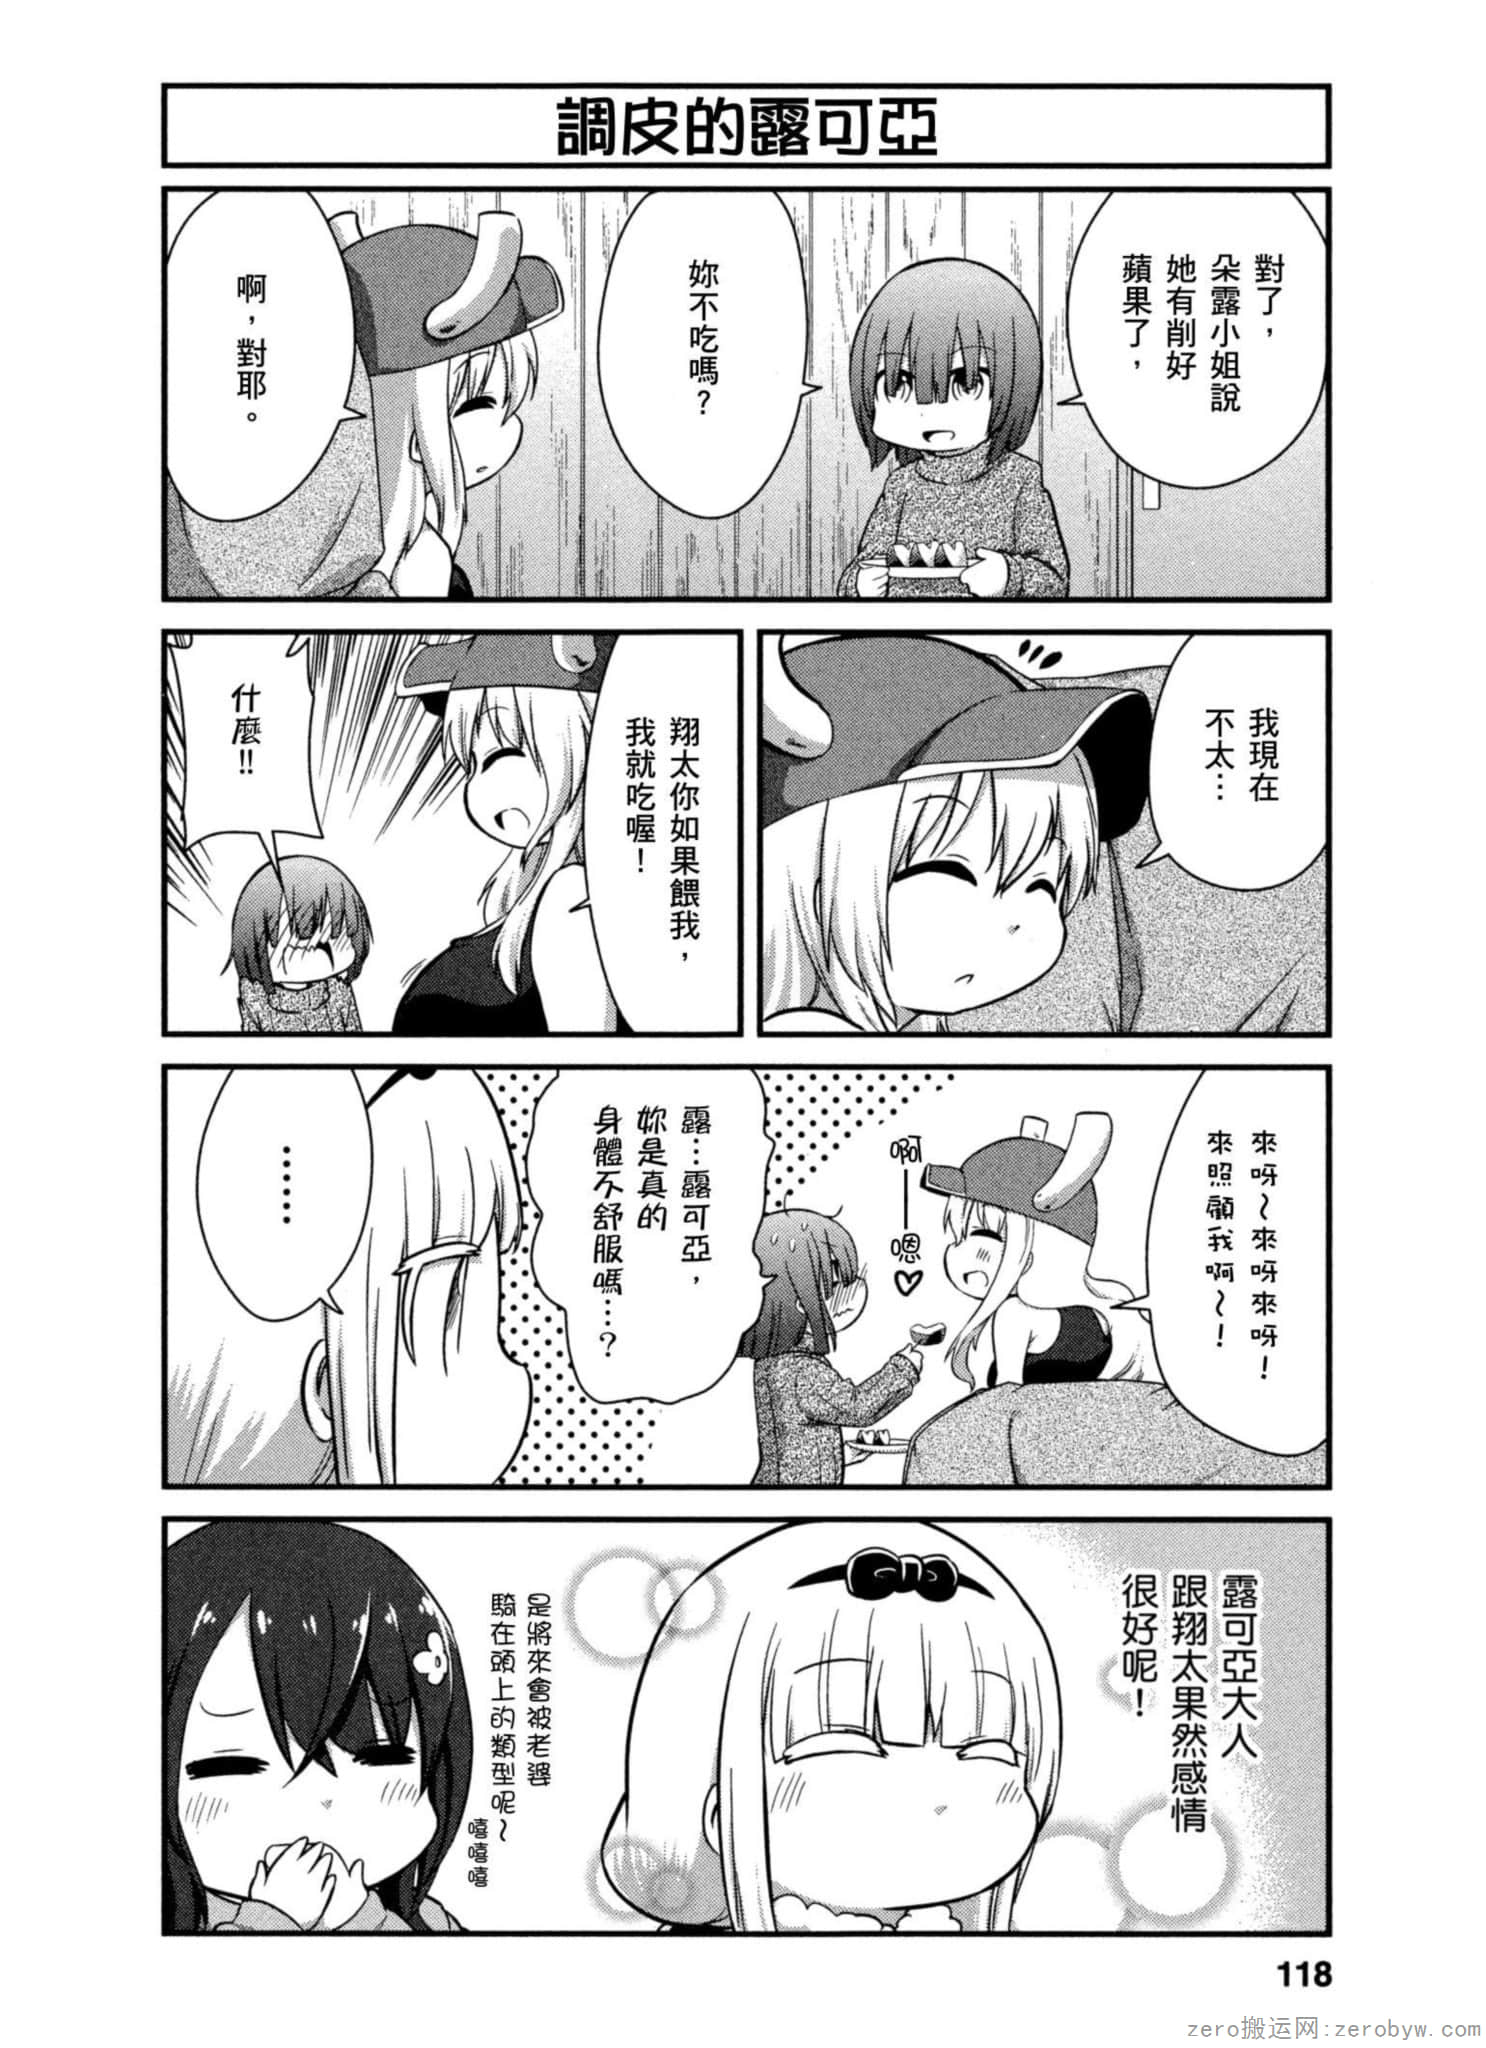 調皮的露可亞
對了，
朵露小姐說
她有削好
蘋果了，
妳不吃嗎？
啊，對耶。
我現在
不太…
翔太你如果餵我，
我就吃喔！
什麼!!
來呀～來呀來呀！
來照顧我啊～！
啊——嗯♡
露…露可亞，
妳是真的
身體不舒服嗎…？
……
露可亞大人
跟翔太果然感情
很好呢！
是將來會被老婆
騎在頭上的類型呢～
嘻嘻嘻
118
zero搬运网:zerobyw.com